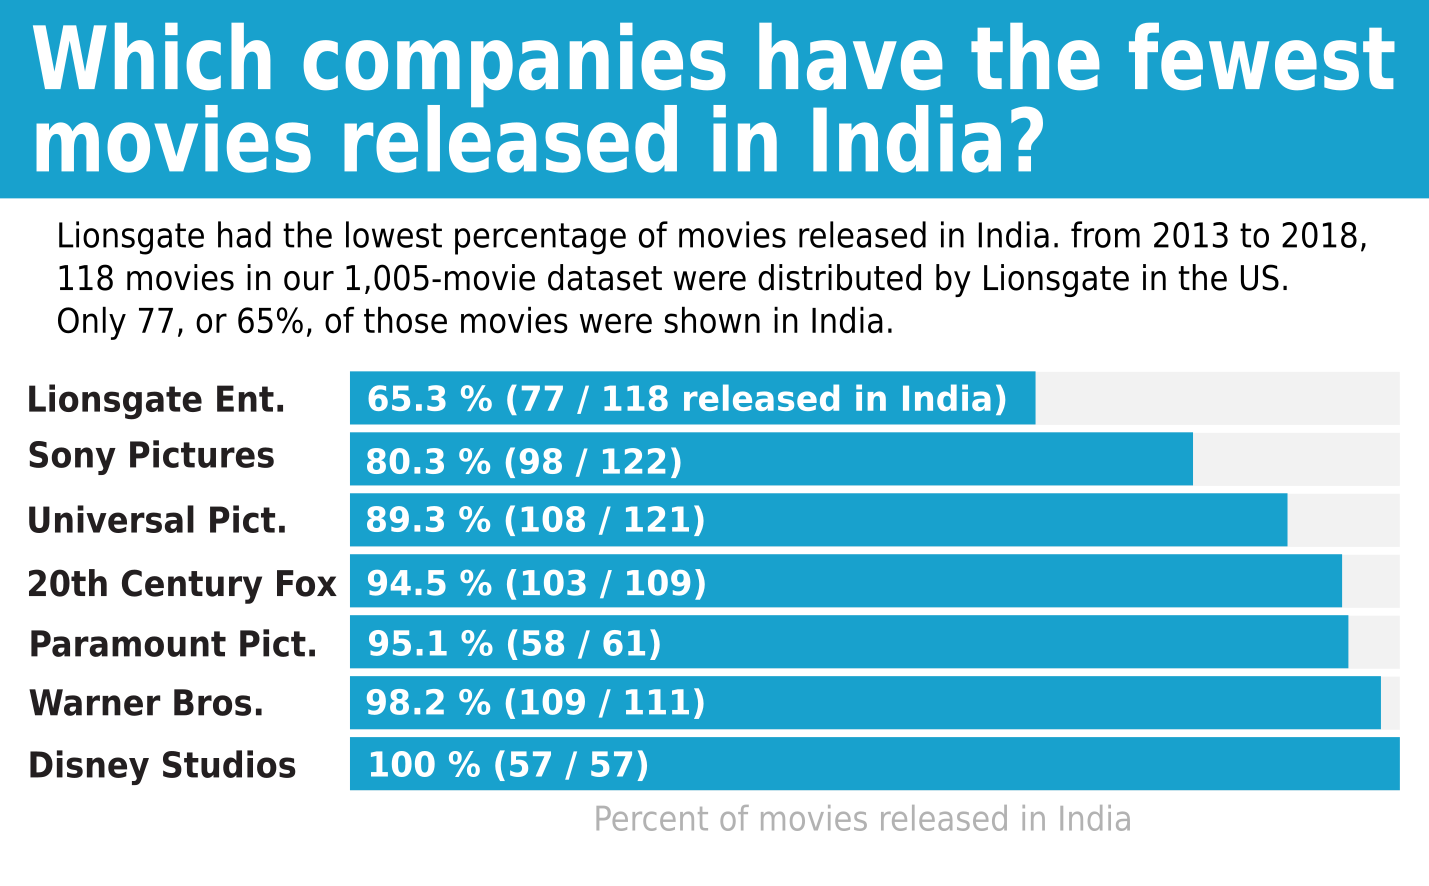 Which companies have the fewest
movies released in India?
Lionsgate had the lowest percentage of movies released in India. from 2013 to 2018,
118 movies in our 1,005-movie dataset were distributed by Lionsgate in the US.
Only 77, or 65%, of those movies were shown in India.
Lionsgate Ent. 65.3 % (77 / 118 released in India)
Sony Pictures 80.3 % (98 / 122)
Universal Pict. 89.3 % (108 / 121)
20th Century Fox 94.5 % (103 / 109)
Paramount Pict. 95.1 % (58 / 61)
Warner Bros. 98.2 % (109 / 111)
Disney Studios 100 % (57 / 57)
Percent of movies released in India